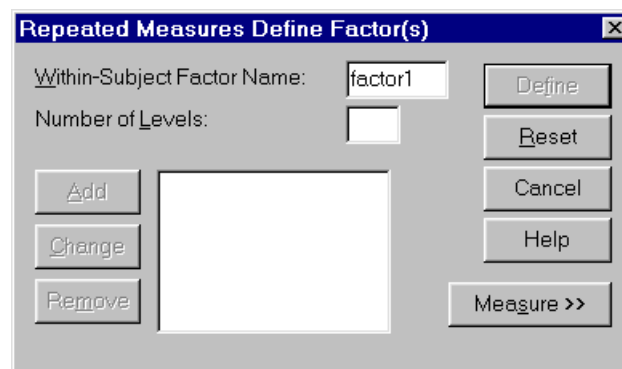 Repeated Measures Define Factor(s)
Within-Subject Factor Name:
factor1
Define
Number of Levels:
Reset
Add
Cancel
Change
Help
Remove
Measure >>